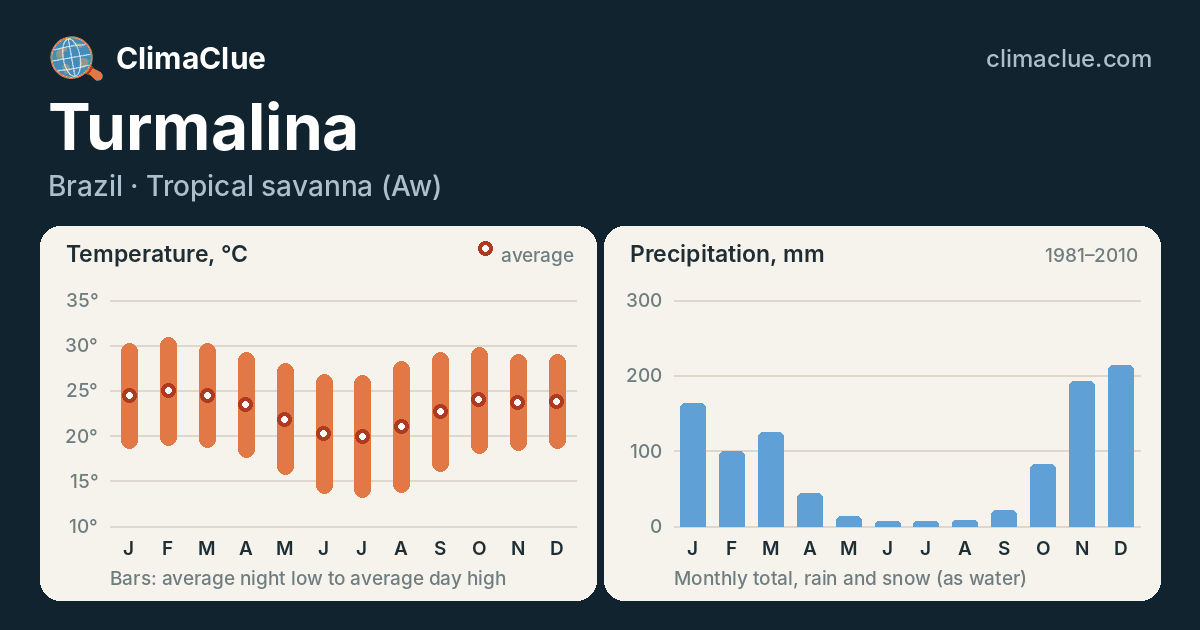 ClimaClue
climaclue.com
Turmalina
Brazil · Tropical savanna (Aw)
Temperature, °C
average
35°
30°
25°
20°
15°
10°
J F M A M J J A S O N D
Bars: average night low to average day high
Precipitation, mm
1981–2010
300
200
100
0
J F M A M J J A S O N D
Monthly total, rain and snow (as water)